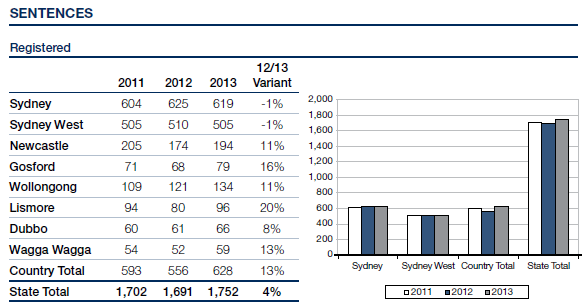 SENTENCES
Registered
2011 2012 2013 12/13 Variant
Sydney 604 625 619 -1%
Sydney West 505 510 505 -1%
Newcastle 205 174 194 11%
Gosford 71 68 79 16%
Wollongong 109 121 134 11%
Lismore 94 80 96 20%
Dubbo 60 61 66 8%
Wagga Wagga 54 52 59 13%
Country Total 593 556 628 13%
State Total 1,702 1,691 1,752 4%
2,000
1,800
1,600
1,400
1,200
1,000
800
600
400
200
0
Sydney Sydney West Country Total State Total
2011 2012 2013